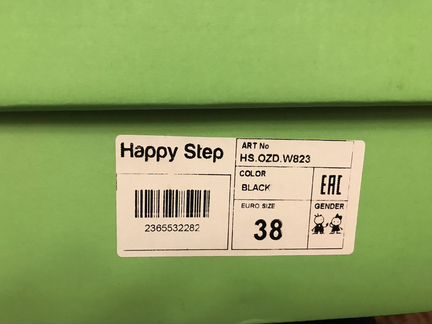 Happy Step
ART No
HS.OZD.W823
COLOR
BLACK
EAC
EURO SIZE
38
GENDER
2365532282